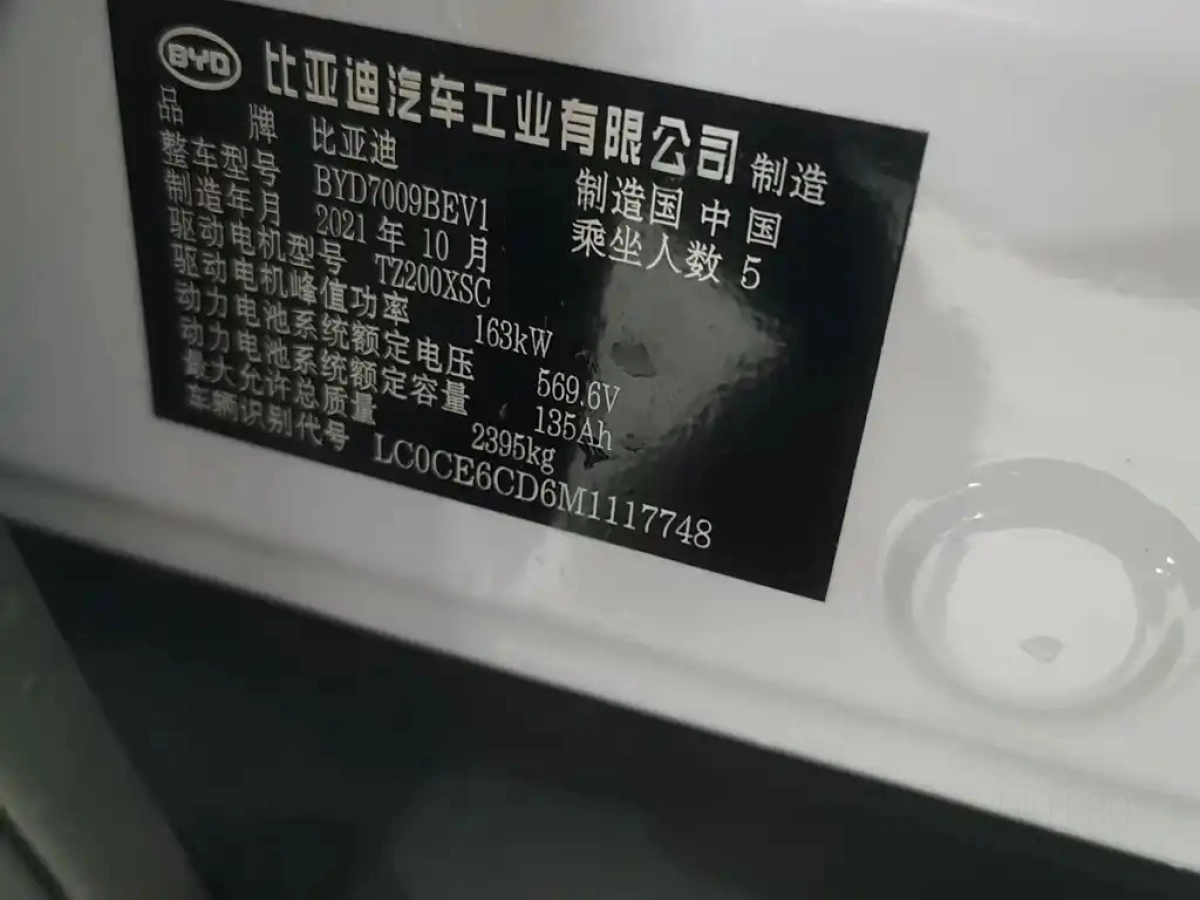 BYD 比亚迪汽车工业有限公司 制造
品 牌 比亚迪 制造国 中国
整车型号 BYD7009BEV1 乘坐人数 5
制造年月 2021 年 10 月
驱动电机型号 TZ200XSC
驱动电机峰值功率 163kW
动力电池系统额定电压 569.6V
动力电池系统额定容量 135Ah
最大允许总质量 2395kg
车辆识别代号 LC0CE6CD6M1117748